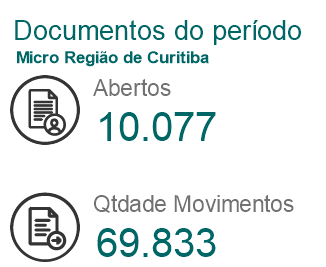 Documentos do período
Micro Região de Curitiba
Abertos
10.077
Qtdade Movimentos
69.833